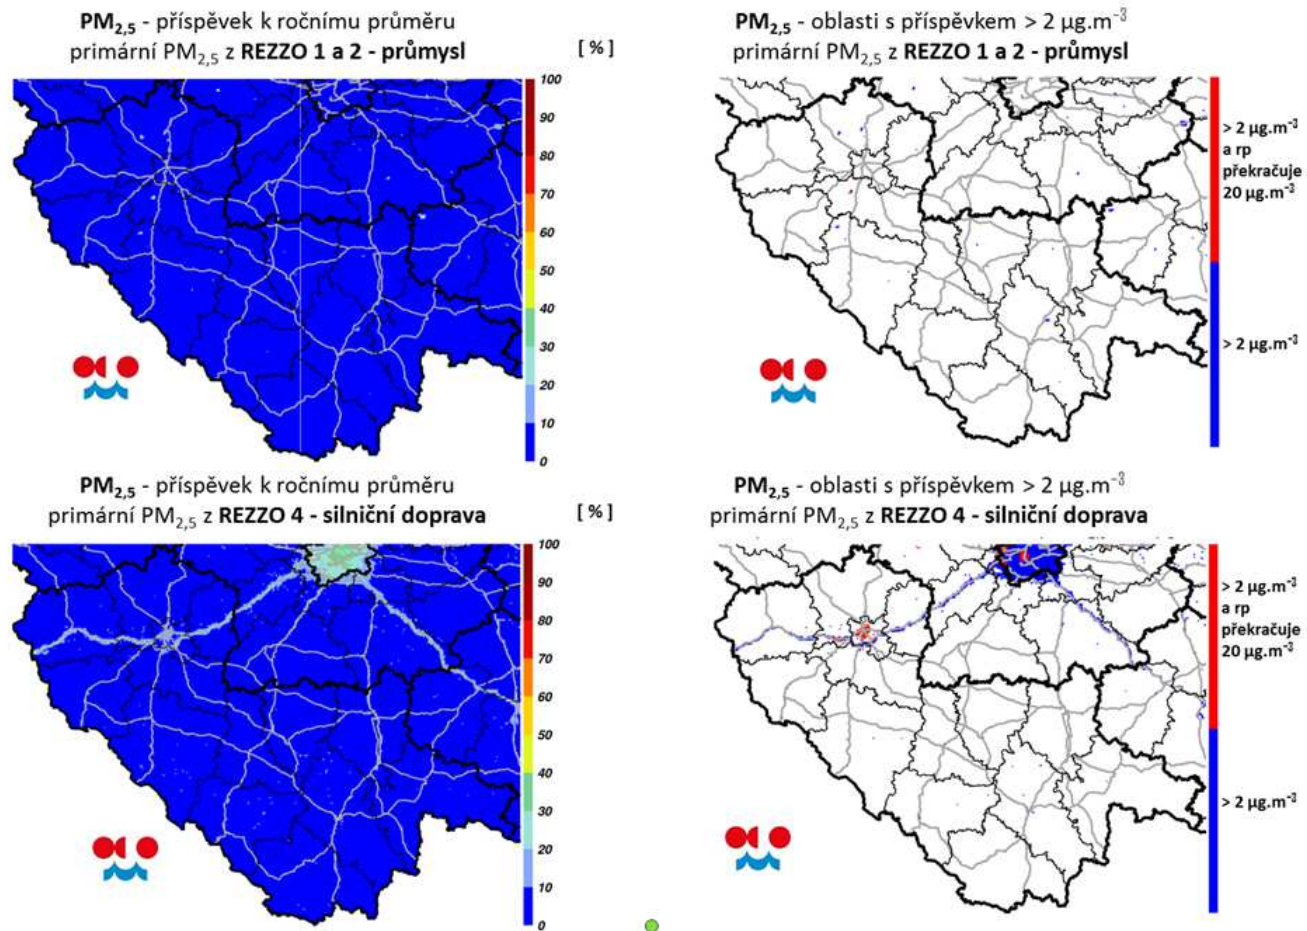 PM2,5 - příspěvek k ročnímu průměru
primární PM2,5 z REZZO 1 a 2 - průmysl
[ % ]
100
90
80
70
60
50
40
30
20
10
0
PM2,5 - oblasti s příspěvkem > 2 µg.m⁻³
primární PM2,5 z REZZO 1 a 2 - průmysl
> 2 µg.m⁻³
a rp
překračuje
20 µg.m⁻³
> 2 µg.m⁻³
PM2,5 - příspěvek k ročnímu průměru
primární PM2,5 z REZZO 4 - silniční doprava
[ % ]
100
90
80
70
60
50
40
30
20
10
0
PM2,5 - oblasti s příspěvkem > 2 µg.m⁻³
primární PM2,5 z REZZO 4 - silniční doprava
> 2 µg.m⁻³
a rp
překračuje
20 µg.m⁻³
> 2 µg.m⁻³